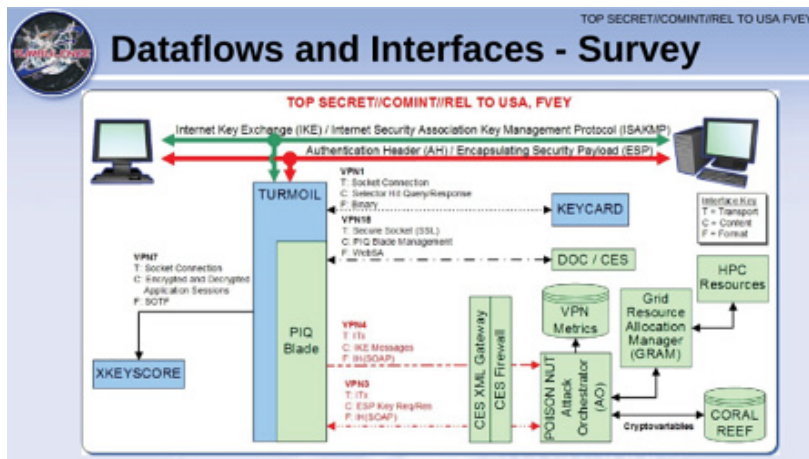 TOP SECRET//COMINT//REL TO USA FVEY
TURBULENCE
Dataflows and Interfaces - Survey
TOP SECRET//COMINT//REL TO USA, FVEY
Internet Key Exchange (IKE) / Internet Security Association Key Management Protocol (ISAKMP)
Authentication Header (AH) / Encapsulating Security Payload (ESP)
VPN1
T: Socket Connection
C: Selector Hit Query/Response
F: Binary
TURMOIL
KEYCARD
Interface Key
T = Transport
C = Content
F = Format
VPN16
T: Secure Socket (SSL)
C: PIQ Blade Management
F: WebSA
DOC / CES
VPN7
T: Socket Connection
C: Encrypted and Decrypted
Application Sessions
F: SOTF
XKEYSCORE
PIQ
Blade
VPN4
T: ITx
C: IKE Messages
F: IH(SOAP)
VPN3
T: ITx
C: ESP Key Req/Res
F: IH(SOAP)
CES XML Gateway
CES Firewall
VPN
Metrics
POISON NUT
Attack
Orchestrator
(AO)
Grid
Resource
Allocation
Manager
(GRAM)
HPC
Resources
Cryptovariables
CORAL
REEF